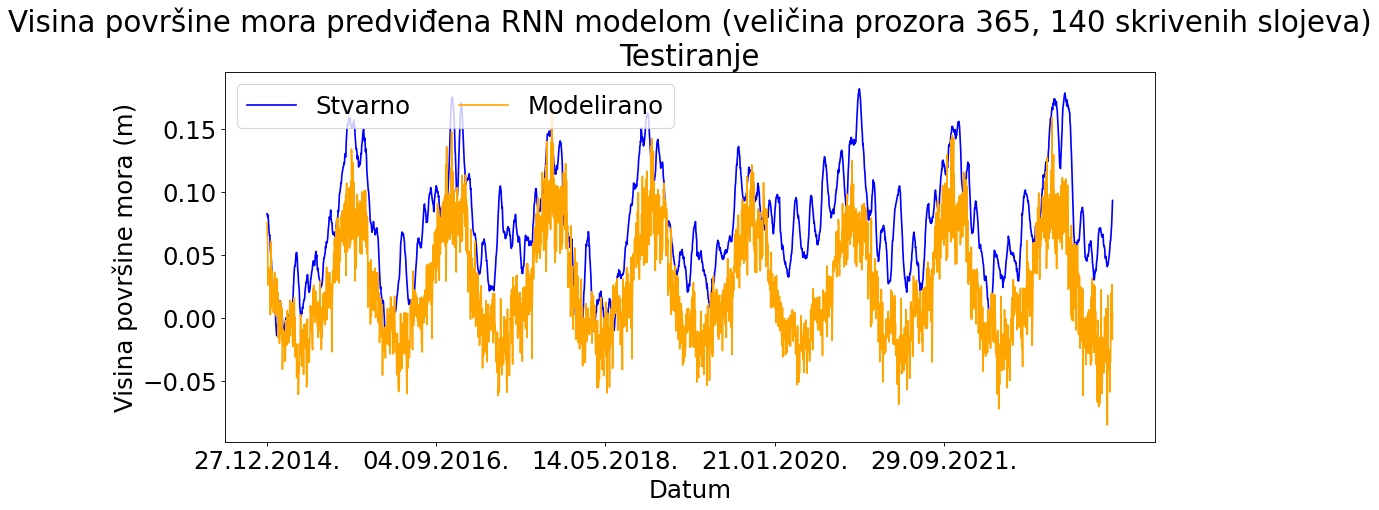 Visina površine mora predviđena RNN modelom (veličina prozora 365, 140 skrivenih slojeva)
Testiranje
Stvarno
Modelirano
Visina površine mora (m)
0.15
0.10
0.05
0.00
−0.05
27.12.2014.
04.09.2016.
14.05.2018.
21.01.2020.
29.09.2021.
Datum